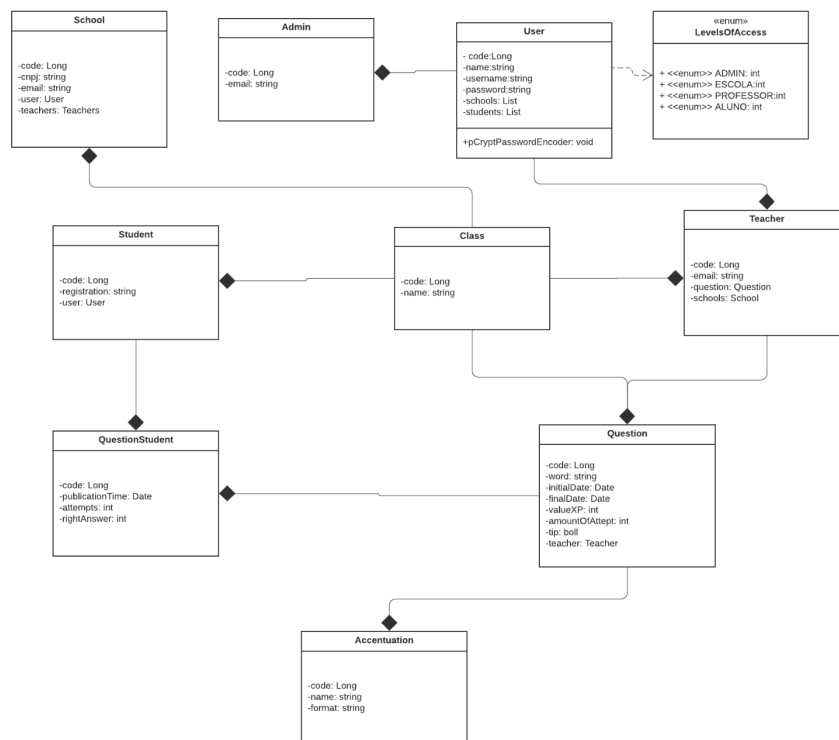 School
-code: Long
-cnpj: string
-email: string
-user: User
-teachers: Teachers
Admin
-code: Long
-email: string
User
- code:Long
-name:string
-username:string
-password:string
-schools: List
-students: List
+pCryptPasswordEncoder: void
«enum»
LevelsOfAccess
+ <<enum>> ADMIN: int
+ <<enum>> ESCOLA:int
+ <<enum>> PROFESSOR:int
+ <<enum>> ALUNO: int
Student
-code: Long
-registration: string
-user: User
Class
-code: Long
-name: string
Teacher
-code: Long
-email: string
-question: Question
-schools: School
QuestionStudent
-code: Long
-publicationTime: Date
-attempts: int
-rightAnswer: int
Question
-code: Long
-word: string
-initialDate: Date
-finalDate: Date
-valueXP: int
-amountOfAttept: int
-tip: boll
-teacher: Teacher
Accentuation
-code: Long
-name: string
-format: string